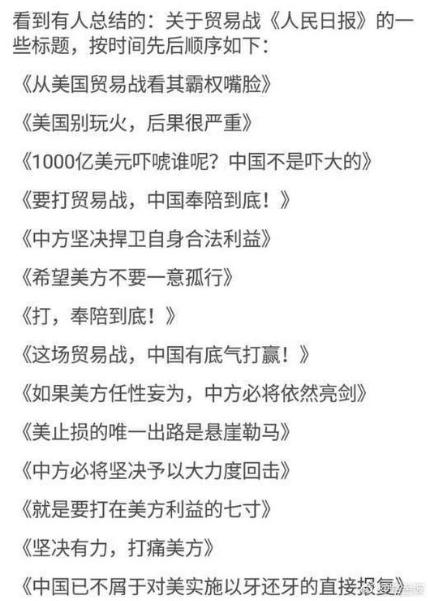 看到有人总结的：关于贸易战《人民日报》的一
些标题，按时间先后顺序如下：
《从美国贸易战看其霸权嘴脸》
《美国别玩火，后果很严重》
《1000亿美元吓唬谁呢？中国不是吓大的》
《要打贸易战，中国奉陪到底！》
《中方坚决捍卫自身合法利益》
《希望美方不要一意孤行》
《打，奉陪到底！》
《这场贸易战，中国有底气打赢！》
《如果美方任性妄为，中方必将依然亮剑》
《美止损的唯一出路是悬崖勒马》
《中方必将坚决予以大力度回击》
《就是要打在美方利益的七寸》
《坚决有力，打痛美方》
《中国已不屑于对美实施以牙还牙的直接报复》